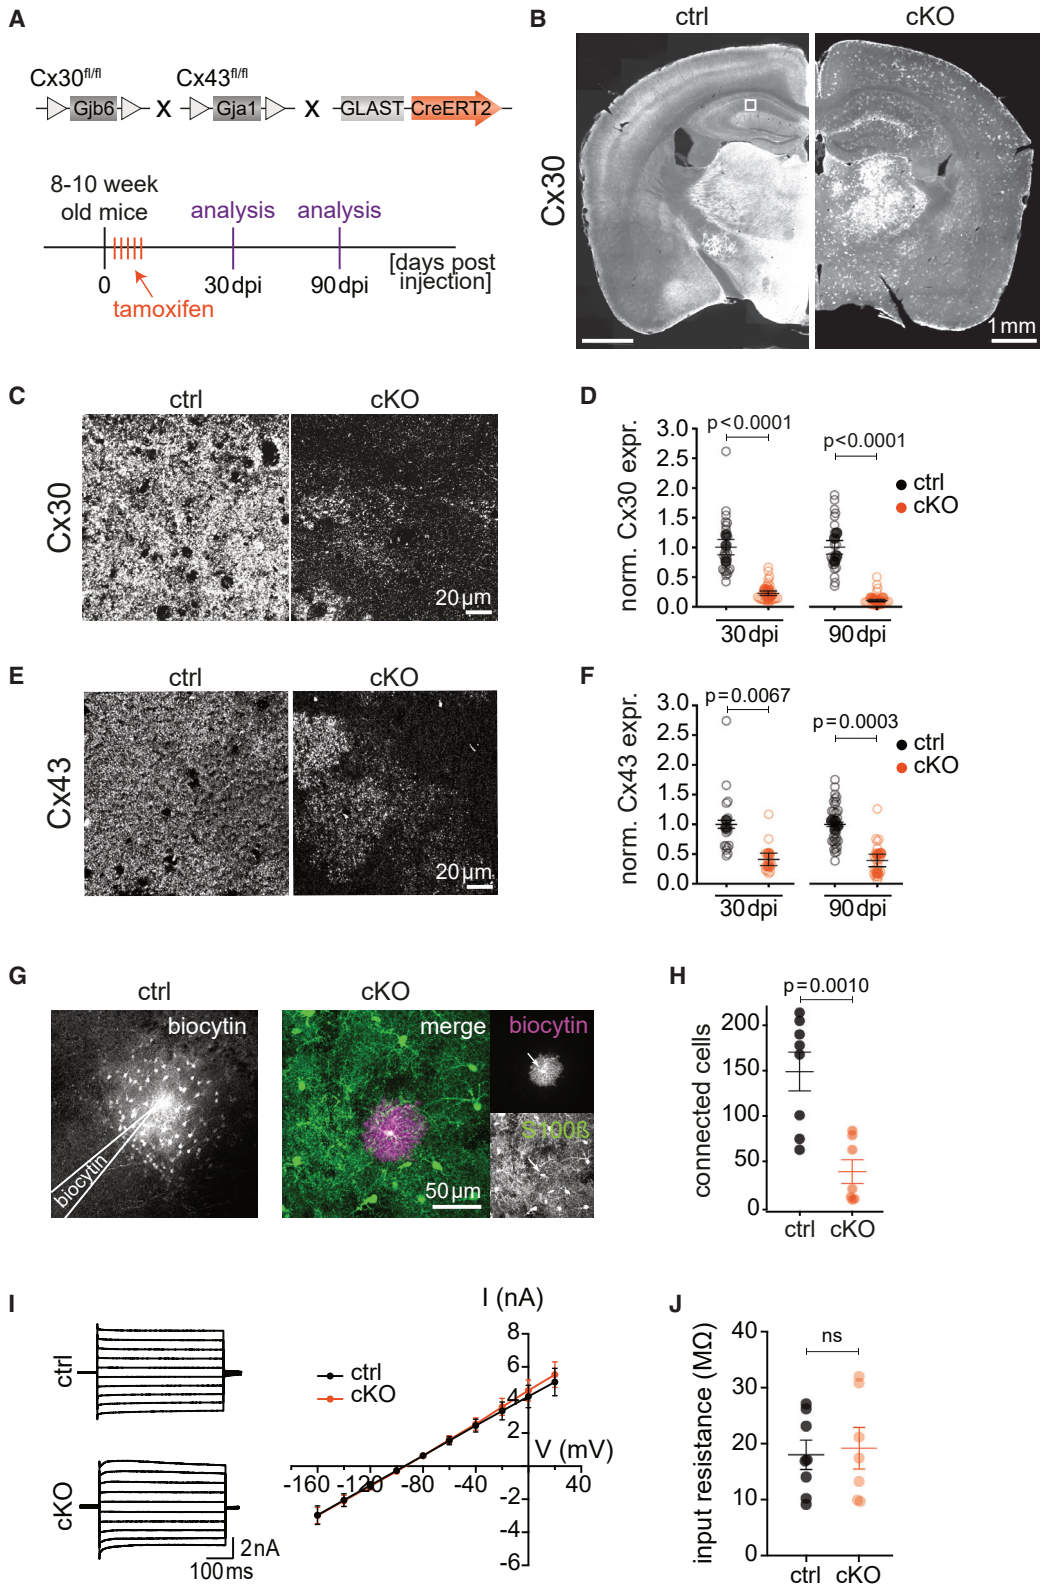 A
Cx30fl/fl
Cx43fl/fl
Gjb6
X
Gja1
X
GLAST
CreERT2
8-10 week
old mice
analysis
analysis
0
30 dpi
90 dpi
[days post
injection]
tamoxifen
B
ctrl
cKO
Cx30
1 mm
C
ctrl
cKO
Cx30
20 µm
D
norm. Cx30 expr.
3.0
2.5
2.0
1.5
1.0
0.5
0.0
p<0.0001
p<0.0001
ctrl
cKO
30 dpi
90 dpi
E
ctrl
cKO
Cx43
20 µm
F
norm. Cx43 expr.
3.0
2.5
2.0
1.5
1.0
0.5
0.0
p=0.0067
p=0.0003
ctrl
cKO
30 dpi
90 dpi
G
ctrl
cKO
biocytin
biocytin
merge
50 µm
biocytin
S100ß
H
p=0.0010
connected cells
200
150
100
50
0
ctrl
cKO
I
ctrl
cKO
2 nA
100 ms
I (nA)
8
6
4
2
-2
-4
-6
ctrl
cKO
V (mV)
-160
-120
-80
-40
40
J
input resistance (MΩ)
40
30
20
10
0
ns
ctrl
cKO